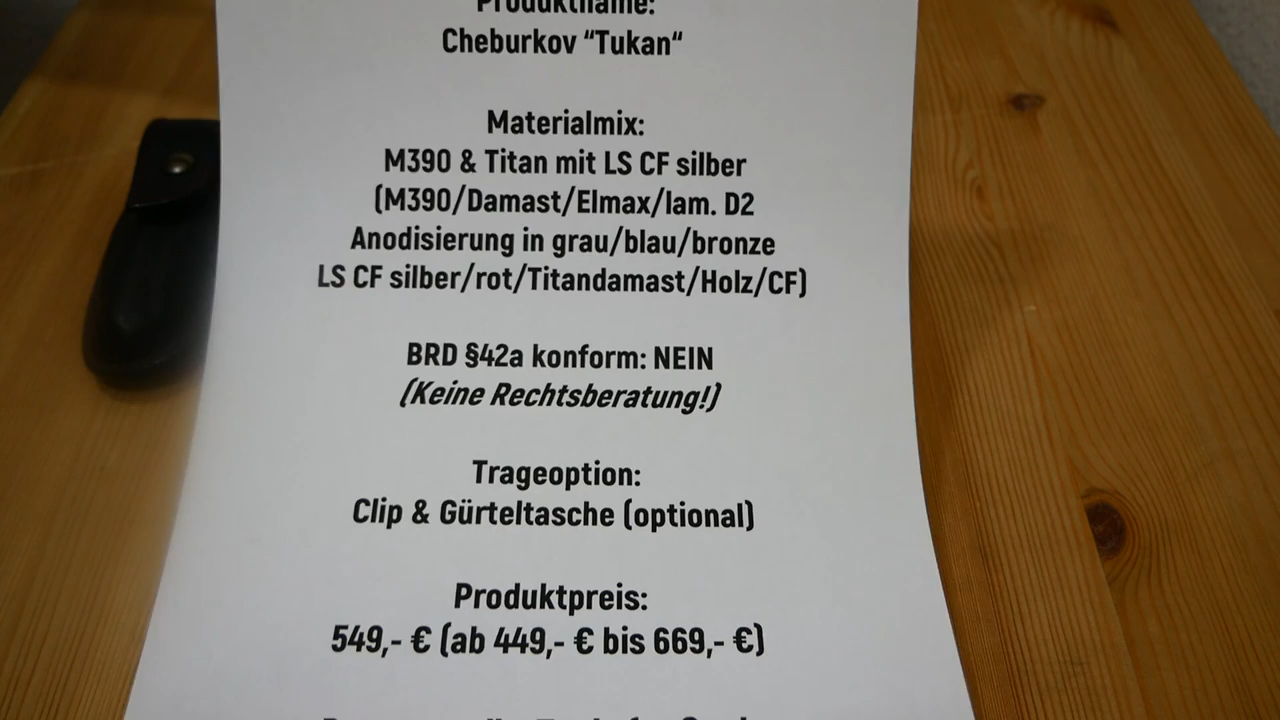 Produktname:
Cheburkov “Tukan“
Materialmix:
M390 & Titan mit LS CF silber
(M390/Damast/Elmax/lam. D2
Anodisierung in grau/blau/bronze
LS CF silber/rot/Titandamast/Holz/CF)
BRD §42a konform: NEIN
(Keine Rechtsberatung!)
Trageoption:
Clip & Gürteltasche (optional)
Produktpreis:
549,- € (ab 449,- € bis 669,- €)